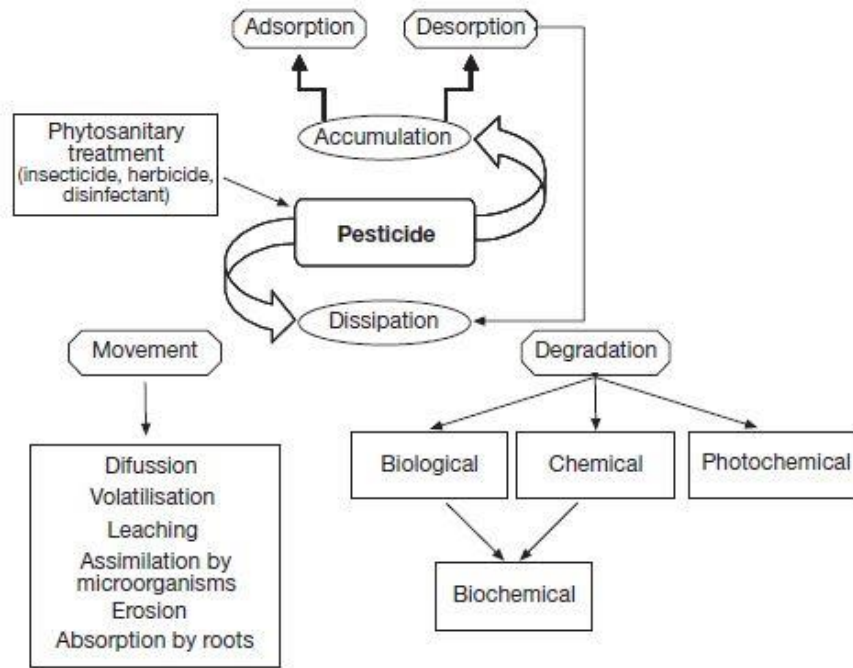 Adsorption
Desorption
Accumulation
Phytosanitary
treatment
(insecticide, herbicide,
disinfectant)
Pesticide
Dissipation
Movement
Degradation
Difussion
Volatilisation
Leaching
Assimilation by
microorganisms
Erosion
Absorption by roots
Biological
Chemical
Photochemical
Biochemical